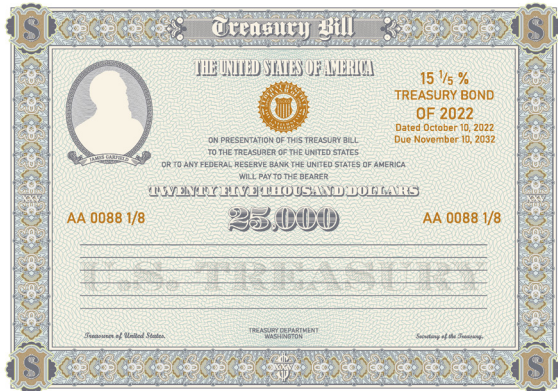 $ Treasury Bill $
THE UNITED STATES OF AMERICA
15 1/5 %
TREASURY BOND
OF 2022
Dated October 10, 2022
Due November 10, 2032
JAMES GARFIELD
ON PRESENTATION OF THIS TREASURY BILL
TO THE TREASURER OF THE UNITED STATES
OR TO ANY FEDERAL RESERVE BANK THE UNITED STATES OF AMERICA
WILL PAY TO THE BEARER
TWENTY FIVE THOUSAND DOLLARS
AA 0088 1/8 25.000 AA 0088 1/8
U.S. TREASURY
Treasurer of United States. TREASURY DEPARTMENT Secretary of the Treasury.
WASHINGTON
$ $